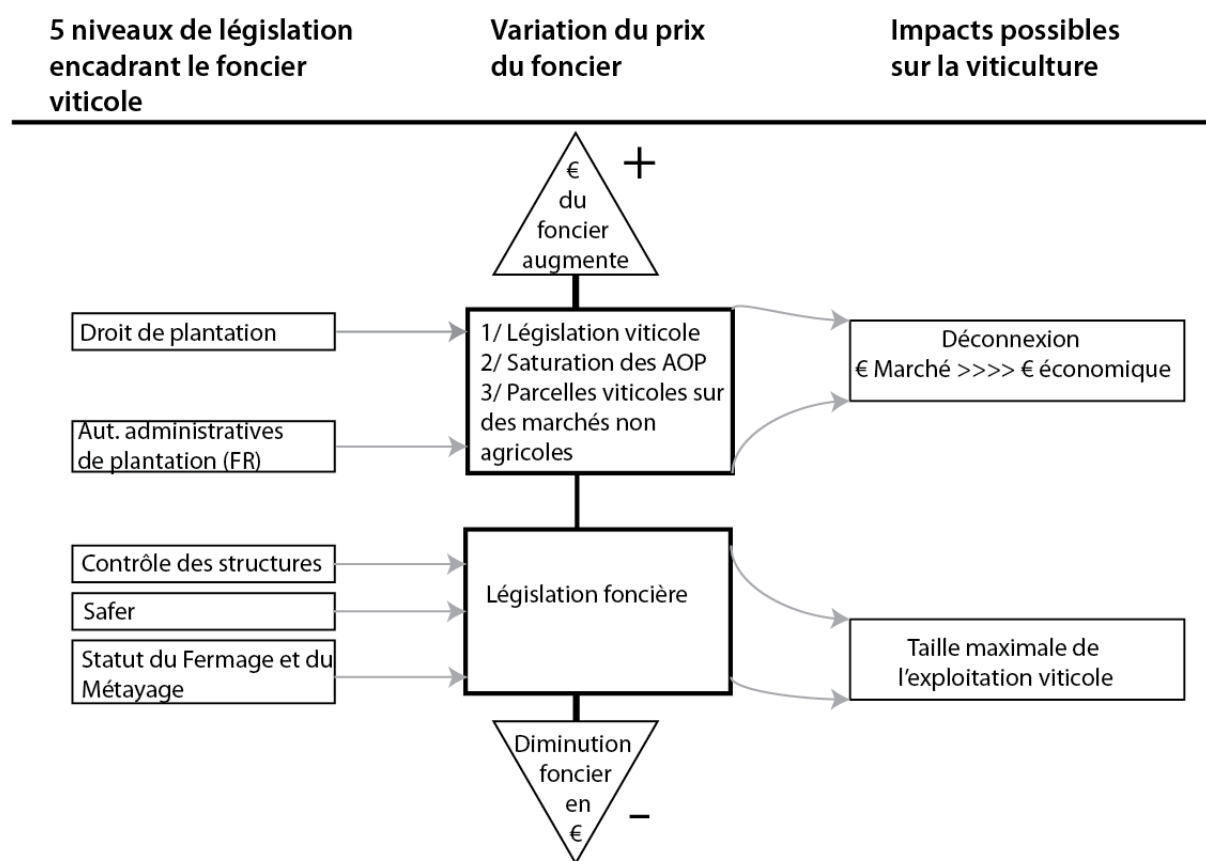 5 niveaux de législation
encadrant le foncier
viticole
Variation du prix
du foncier
Impacts possibles
sur la viticulture
+
€
du
foncier
augmente
Droit de plantation
Aut. administratives
de plantation (FR)
1/ Législation viticole
2/ Saturation des AOP
3/ Parcelles viticoles sur
des marchés non
agricoles
Déconnexion
€ Marché >>>> € économique
Contrôle des structures
Safer
Statut du Fermage et du
Métayage
Législation foncière
Taille maximale de
l'exploitation viticole
Diminution
foncier
en
€
–